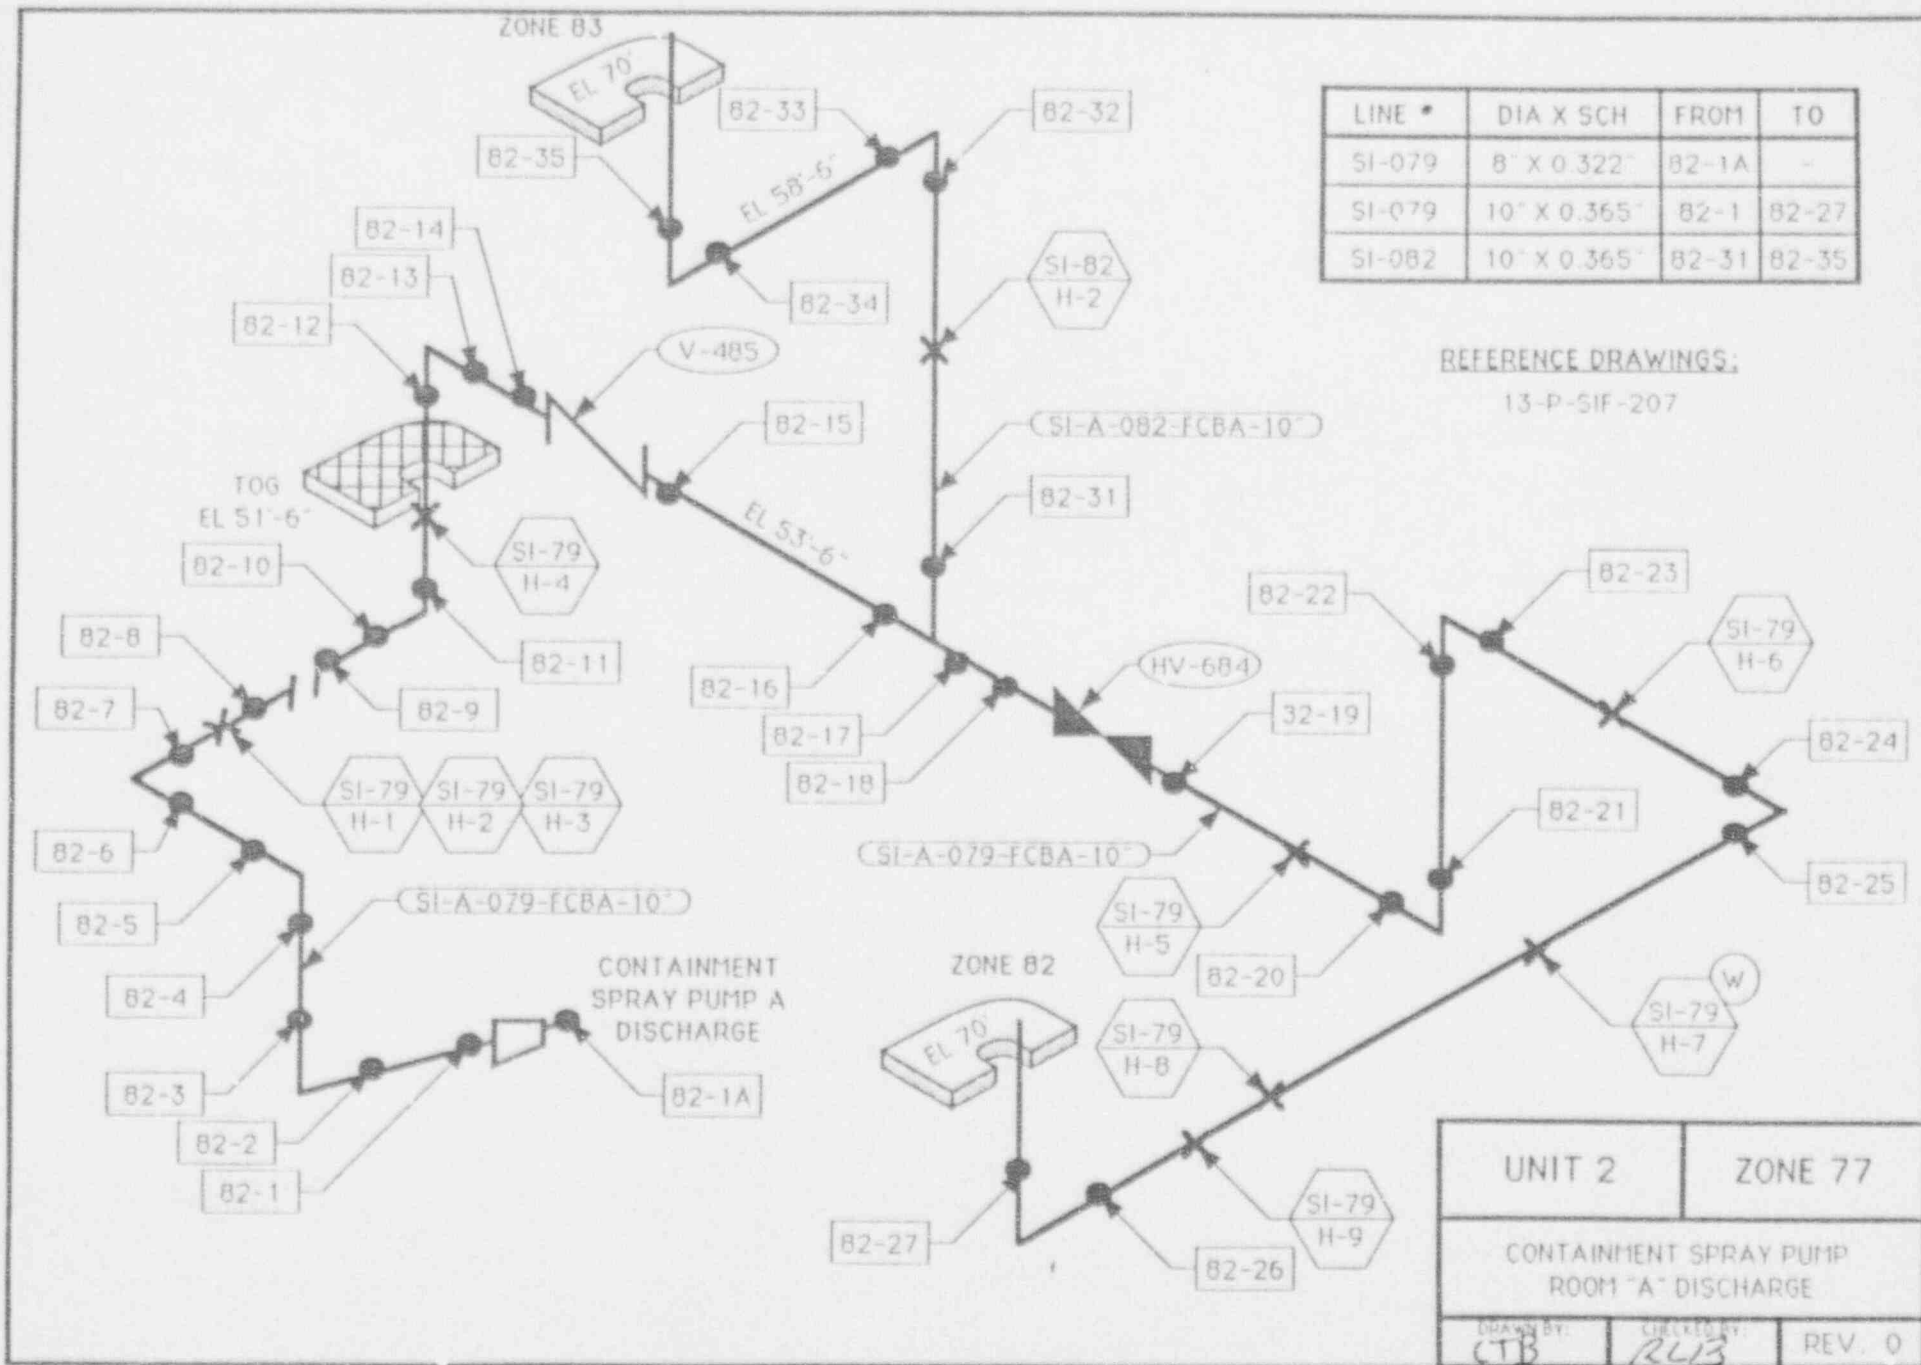 ZONE 83
EL 70'
82-33
82-32
82-35
EL 58'-6"
82-14
82-13
82-12
82-34
SI-82
H-2
V-485
82-15
SI-A-082-FCBA-10"
82-31
TOG
EL 51'-6"
SI-79
H-4
EL 53'-6"
82-10
82-11
82-8
82-7
82-9
82-16
82-17
82-18
HV-684
32-19
82-22
82-23
SI-79
H-6
82-24
82-21
82-25
SI-79
H-1
SI-79
H-2
SI-79
H-3
82-6
82-5
SI-A-079-FCBA-10"
SI-A-079-FCBA-10"
SI-79
H-5
82-20
82-4
CONTAINMENT
SPRAY PUMP A
DISCHARGE
82-3
82-2
82-1
82-1A
ZONE 82
EL 70'
SI-79
H-8
W
SI-79
H-7
SI-79
H-9
82-27
82-26
LINE # DIA X SCH FROM TO
SI-079 8" X 0.322" 82-1A -
SI-079 10" X 0.365" 82-1 82-27
SI-082 10" X 0.365" 82-31 82-35
REFERENCE DRAWINGS:
13-P-SIF-207
UNIT 2 ZONE 77
CONTAINMENT SPRAY PUMP
ROOM "A" DISCHARGE
DRAWN BY: CTB CHECKED BY: RLB REV. 0